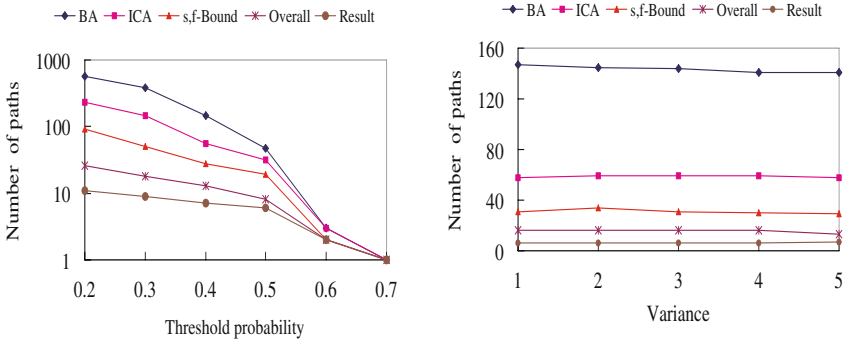 BA ICA s,f-Bound Overall Result
Number of paths
1000
100
10
1
0.2 0.3 0.4 0.5 0.6 0.7
Threshold probability
BA ICA s,f-Bound Overall Result
Number of paths
160
120
80
40
0
1 2 3 4 5
Variance